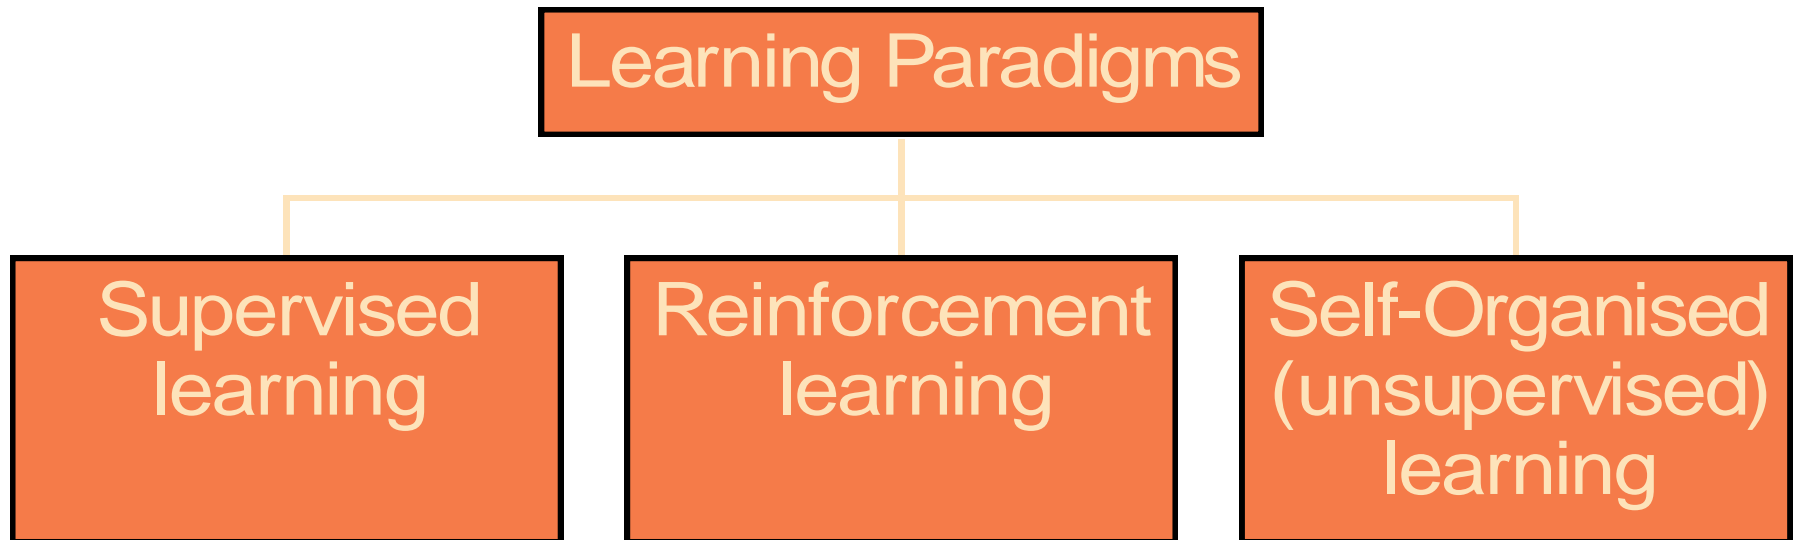 Learning Paradigms
Supervised
learning
Reinforcement
learning
Self-Organised
(unsupervised)
learning